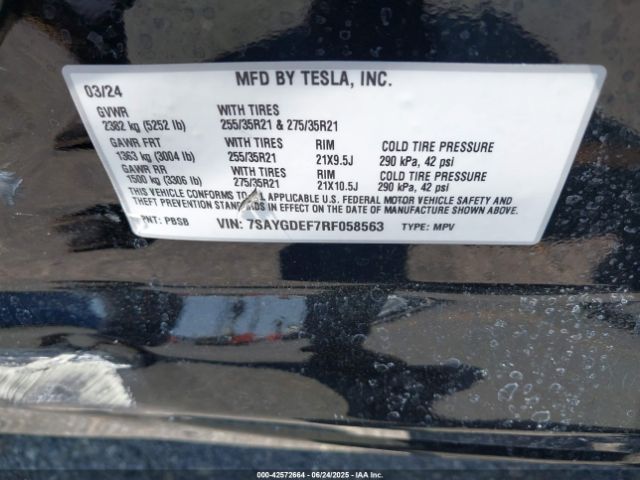 MFD BY TESLA, INC.
03/24
GVWR WITH TIRES
2382 kg (5252 lb) 255/35R21 & 275/35R21
GAWR FRT WITH TIRES RIM COLD TIRE PRESSURE
1363 kg (3004 lb) 255/35R21 21X9.5J 290 kPa, 42 psi
GAWR RR WITH TIRES RIM COLD TIRE PRESSURE
1500 kg (3306 lb) 275/35R21 21X10.5J 290 kPa, 42 psi
THIS VEHICLE CONFORMS TO ALL APPLICABLE U.S. FEDERAL MOTOR VEHICLE SAFETY AND
THEFT PREVENTION STANDARDS IN EFFECT ON THE DATE OF MANUFACTURE SHOWN ABOVE.
PNT: PBSB VIN: 7SAYGDEF7RF058563 TYPE: MPV
000-42572664 - 06/24/2025 - IAA Inc.